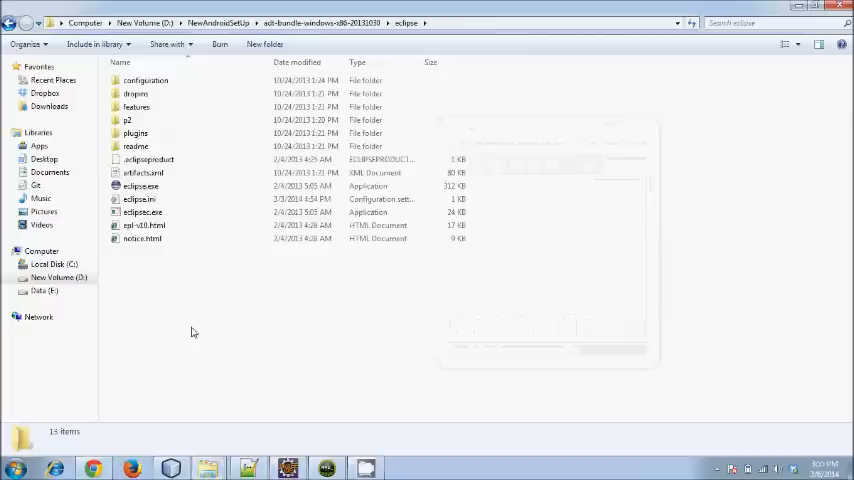 Computer ▸ New Volume (D:) ▸ NewAndroidSetUp ▸ adt-bundle-windows-x86-20131030 ▸ eclipse ▸
Search eclipse
Organize Include in library Share with Burn New folder
Name Date modified Type Size
Favorites
Recent Places
Dropbox
Downloads
Libraries
Apps
Desktop
Documents
Git
Music
Pictures
Videos
Computer
Local Disk (C:)
New Volume (D:)
Data (E:)
Network
configuration 10/24/2013 1:24 PM File folder
dropins 10/24/2013 1:21 PM File folder
features 10/24/2013 1:21 PM File folder
p2 10/24/2013 1:20 PM File folder
plugins 10/24/2013 1:21 PM File folder
readme 10/24/2013 1:21 PM File folder
.eclipseproduct 2/4/2013 4:25 AM ECLIPSEPRODUCT... 1 KB
artifacts.xml 10/24/2013 1:21 PM XML Document 80 KB
eclipse.exe 2/4/2013 5:05 AM Application 312 KB
eclipse.ini 3/3/2014 4:54 PM Configuration sett... 1 KB
eclipsec.exe 2/4/2013 5:05 AM Application 24 KB
epl-v10.html 2/4/2013 4:28 AM HTML Document 17 KB
notice.html 2/4/2013 4:28 AM HTML Document 9 KB
13 items